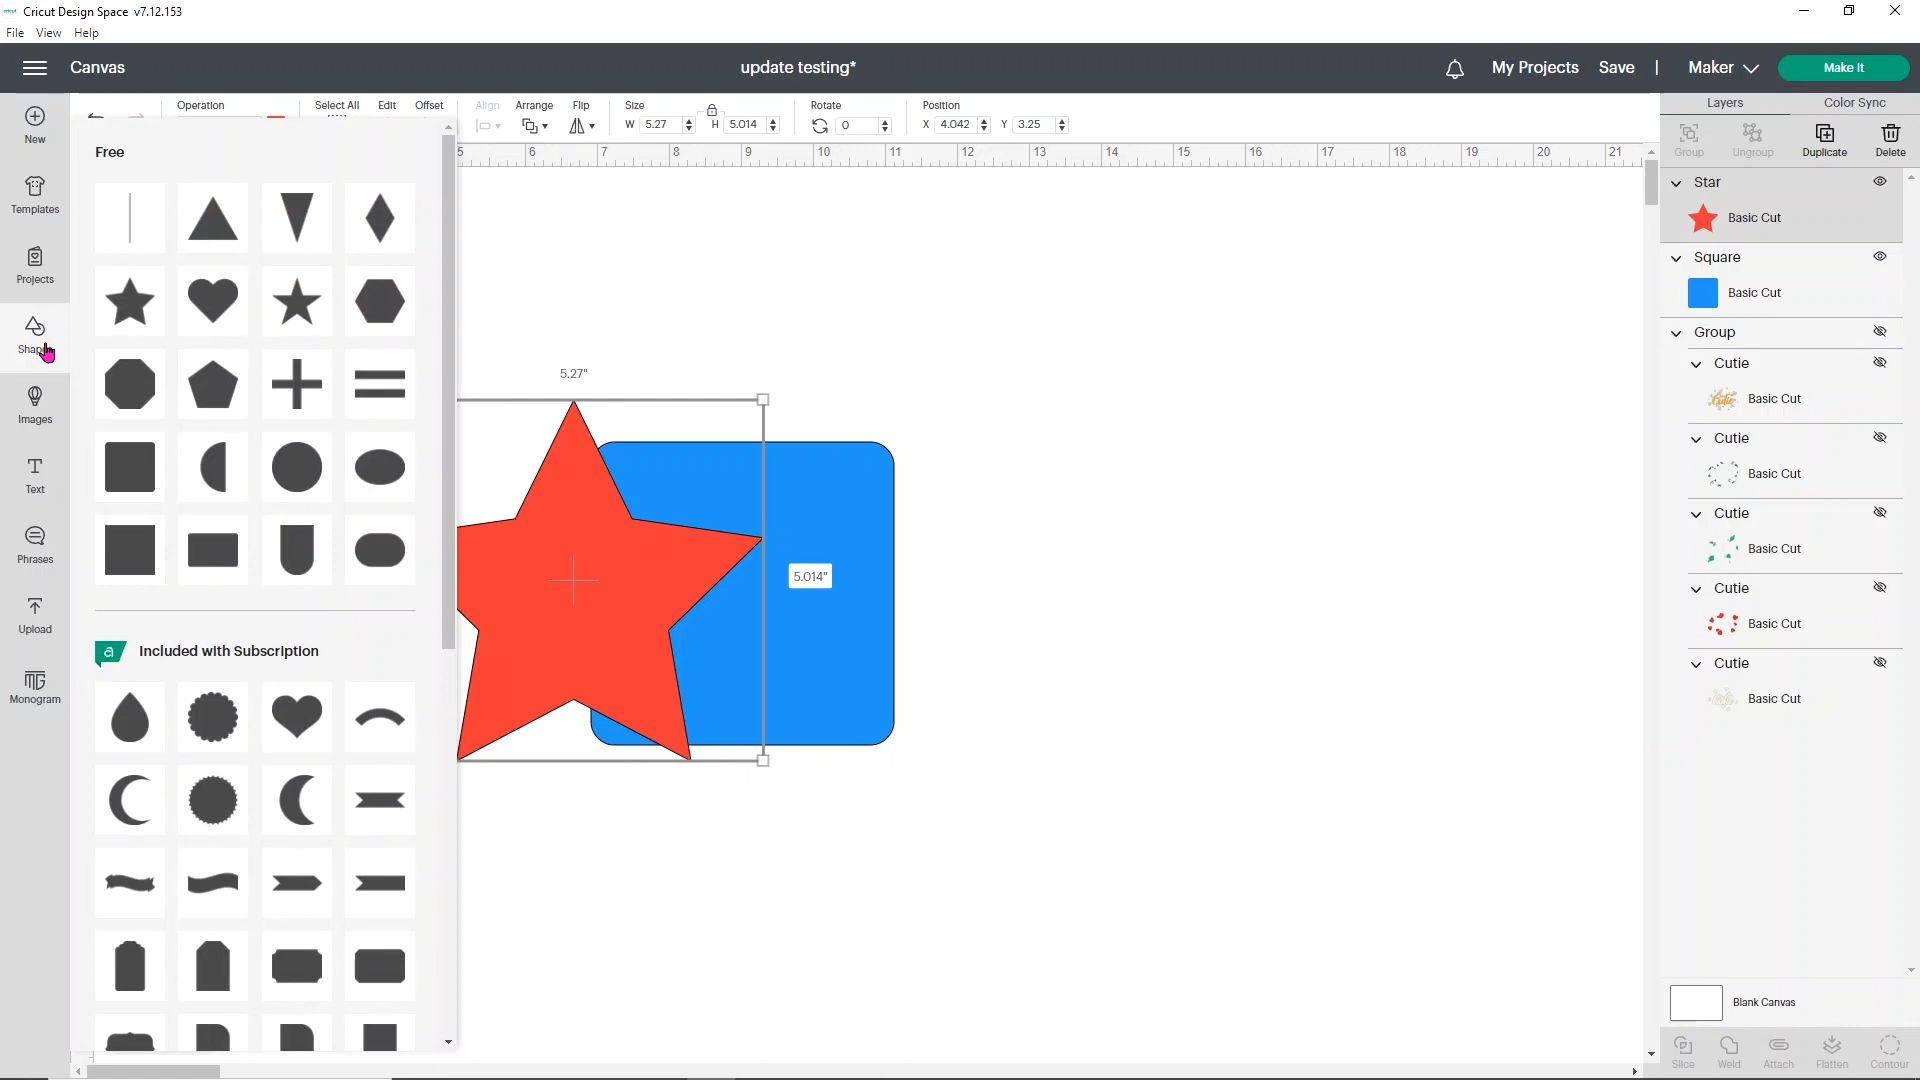 Cricut Design Space v7.12.153
File View Help
Canvas
update testing*
My Projects Save | Maker
Make It
New
Templates
Projects
Shap
Images
Text
Phrases
Upload
Monogram
Operation Select All Edit Offset Align Arrange Flip Size Rotate Position
W 5.27 H 5.014 0 X 4.042 Y 3.25
5 6 7 8 9 10 11 12 13 14 15 16 17 18 19 20 21
Free
a Included with Subscription
5.27"
5.014"
Layers Color Sync
Group Ungroup Duplicate Delete
Star
Basic Cut
Square
Basic Cut
Group
Cutie
Basic Cut
Cutie
Basic Cut
Cutie
Basic Cut
Cutie
Basic Cut
Cutie
Basic Cut
Blank Canvas
Slice Weld Attach Flatten Contour